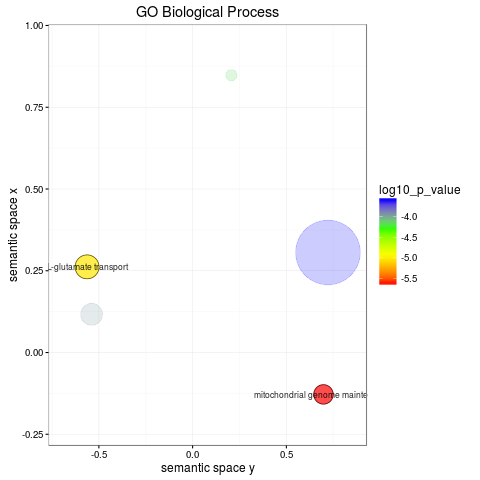 GO Biological Process
1.00
0.75
0.50
0.25
0.00
-0.25
semantic space x
-glutamate transport
mitochondrial genome mainte
-0.5
0.0
0.5
semantic space y
log10_p_value
-4.0
-4.5
-5.0
-5.5